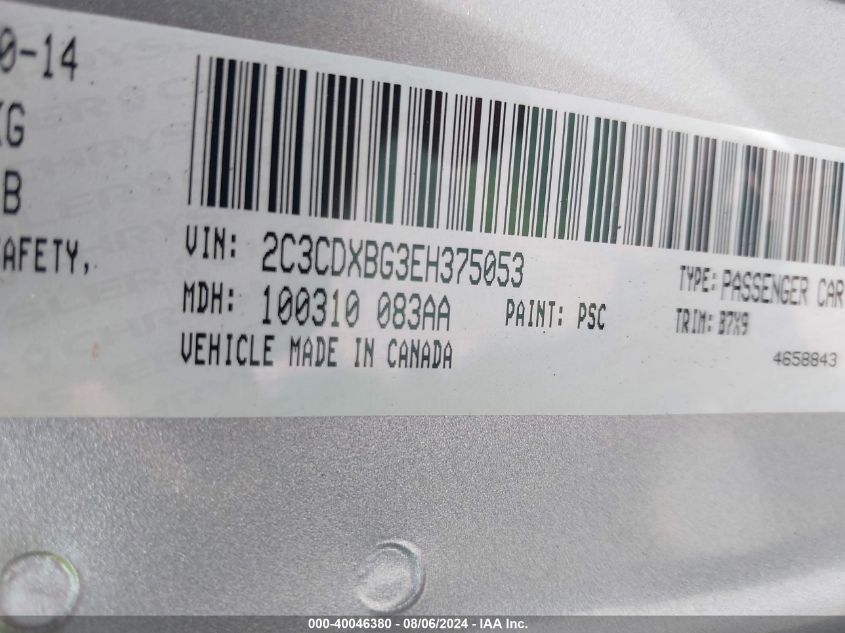 0-14
KG
B
AFETY,
VIN: 2C3CDXBG3EH375053
TYPE: PASSENGER CAR
MDH: 100310 083AA PAINT: PSC TRIM: B7X9
VEHICLE MADE IN CANADA
4658843
000-40046380 - 08/06/2024 - IAA Inc.